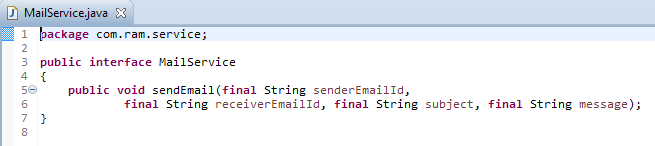 MailService.java
1 package com.ram.service;
2
3 public interface MailService
4 {
5 public void sendEmail(final String senderEmailId,
6 final String receiverEmailId, final String subject, final String message);
7 }
8